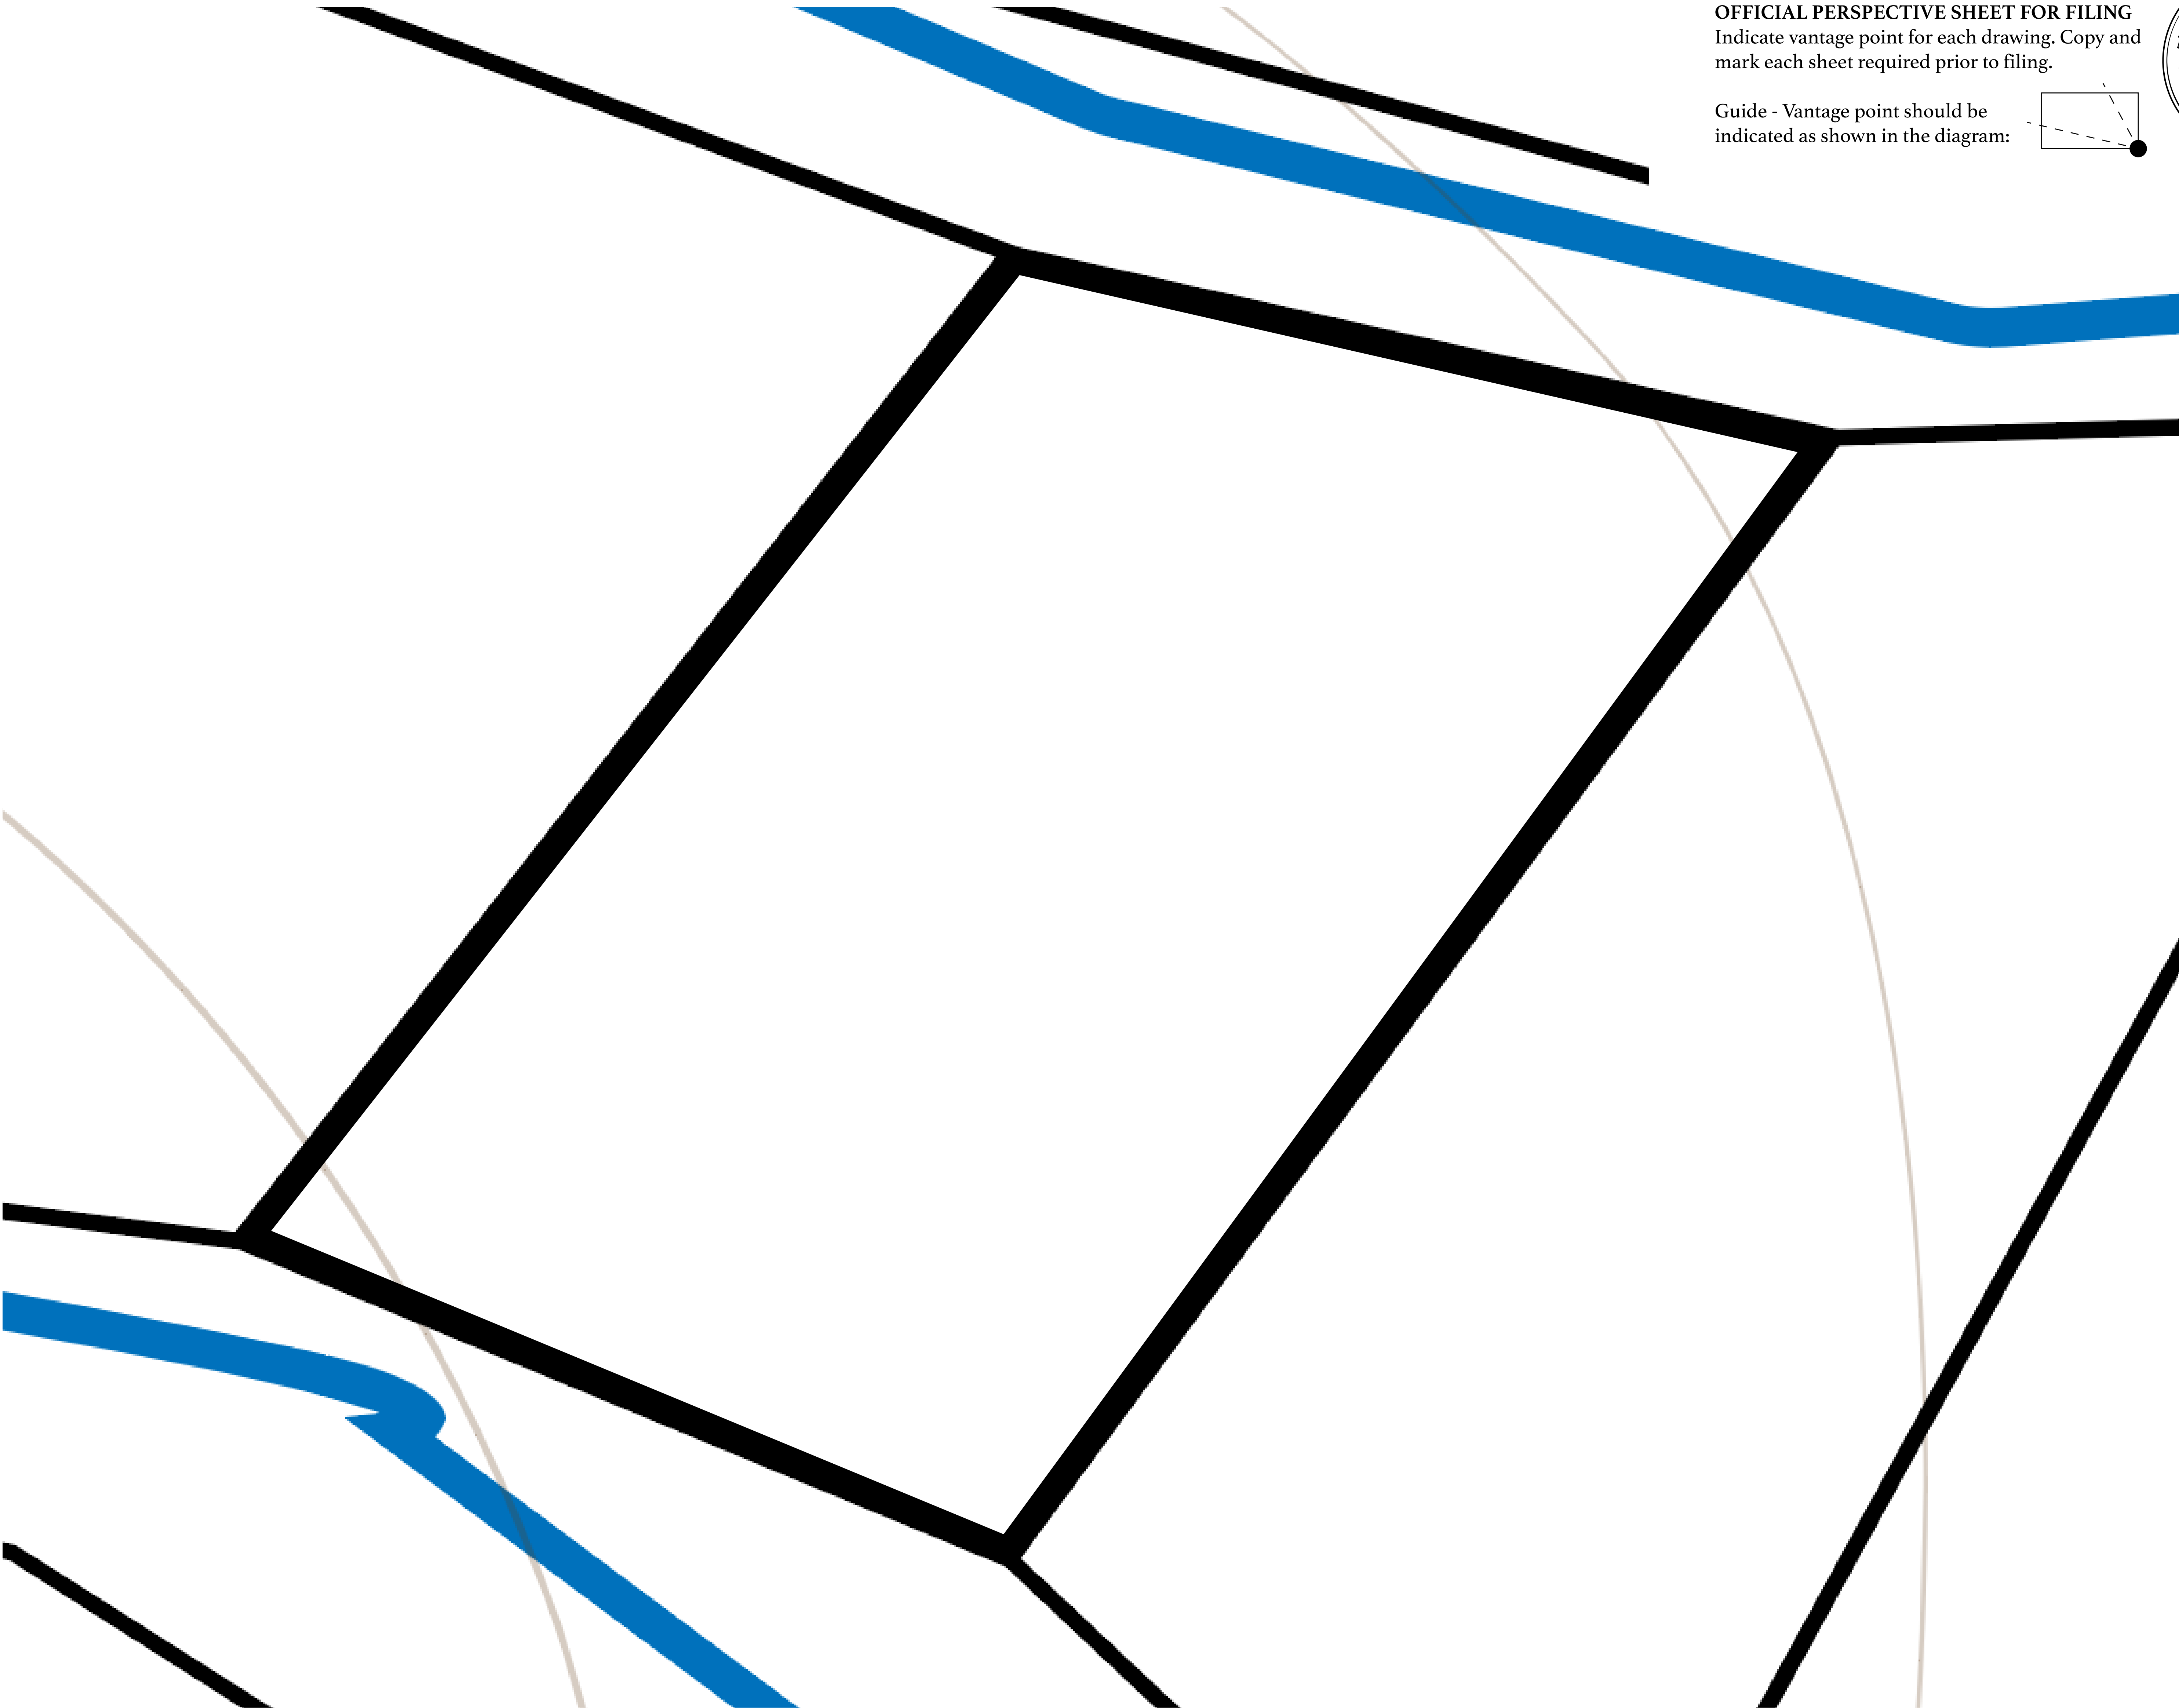 OFFICIAL PERSPECTIVE SHEET FOR FILING
Indicate vantage point for each drawing. Copy and
mark each sheet required prior to filing.
Guide - Vantage point should be
indicated as shown in the diagram: